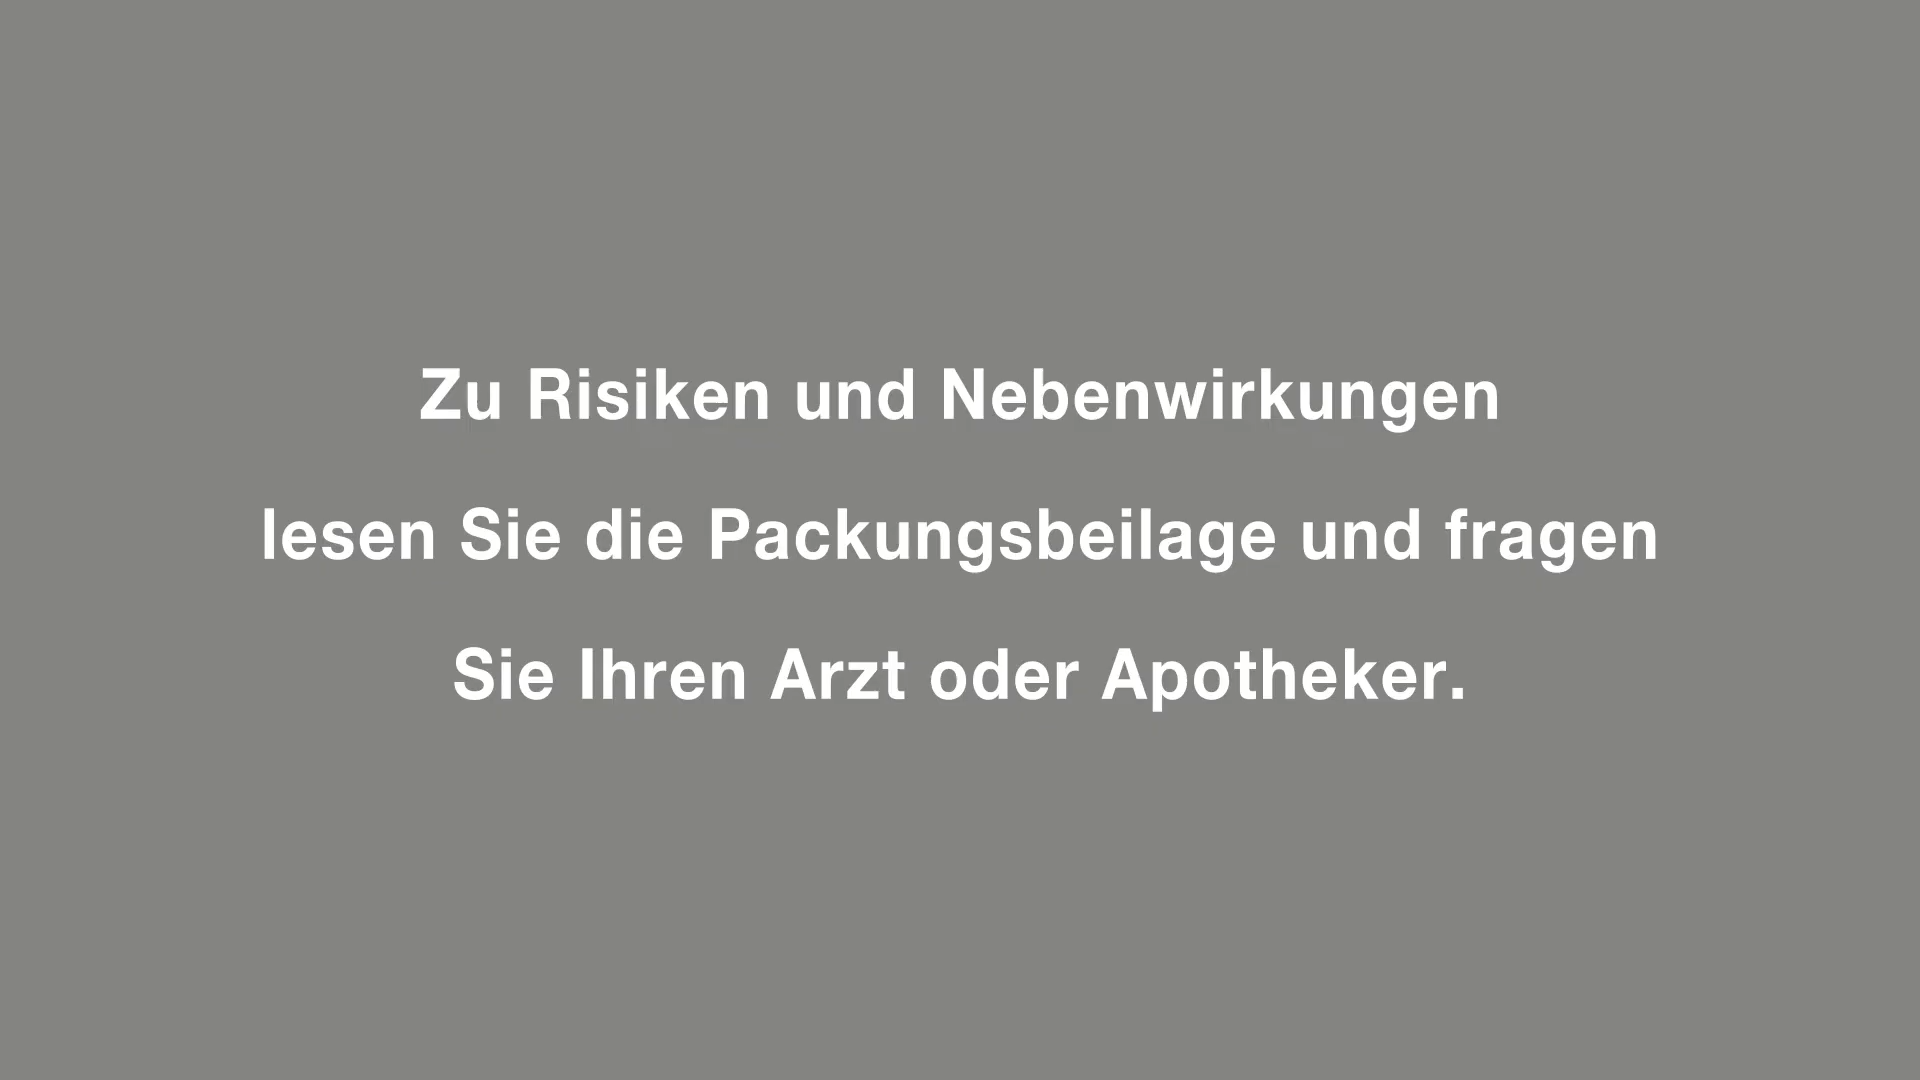 Zu Risiken und Nebenwirkungen
lesen Sie die Packungsbeilage und fragen
Sie Ihren Arzt oder Apotheker.